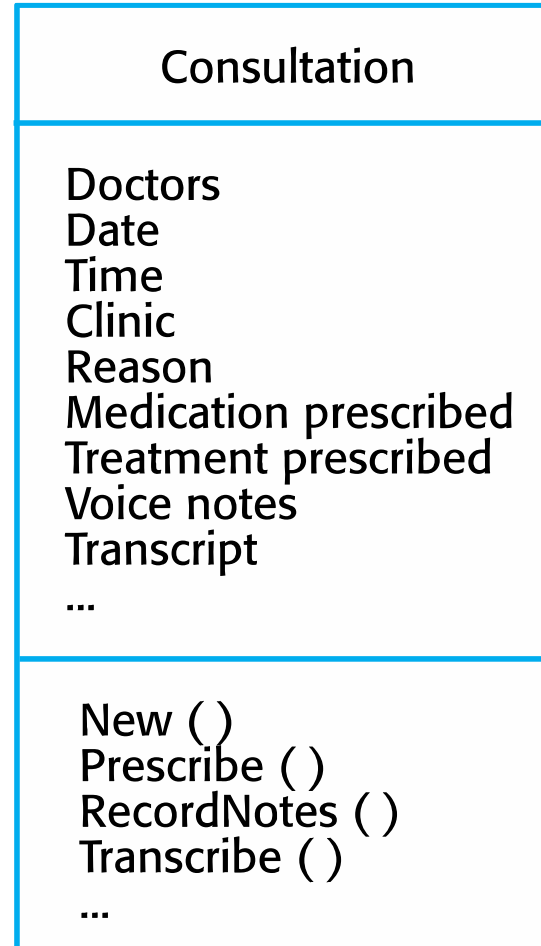 Consultation
Doctors
Date
Time
Clinic
Reason
Medication prescribed
Treatment prescribed
Voice notes
Transcript
...
New ( )
Prescribe ( )
RecordNotes ( )
Transcribe ( )
...